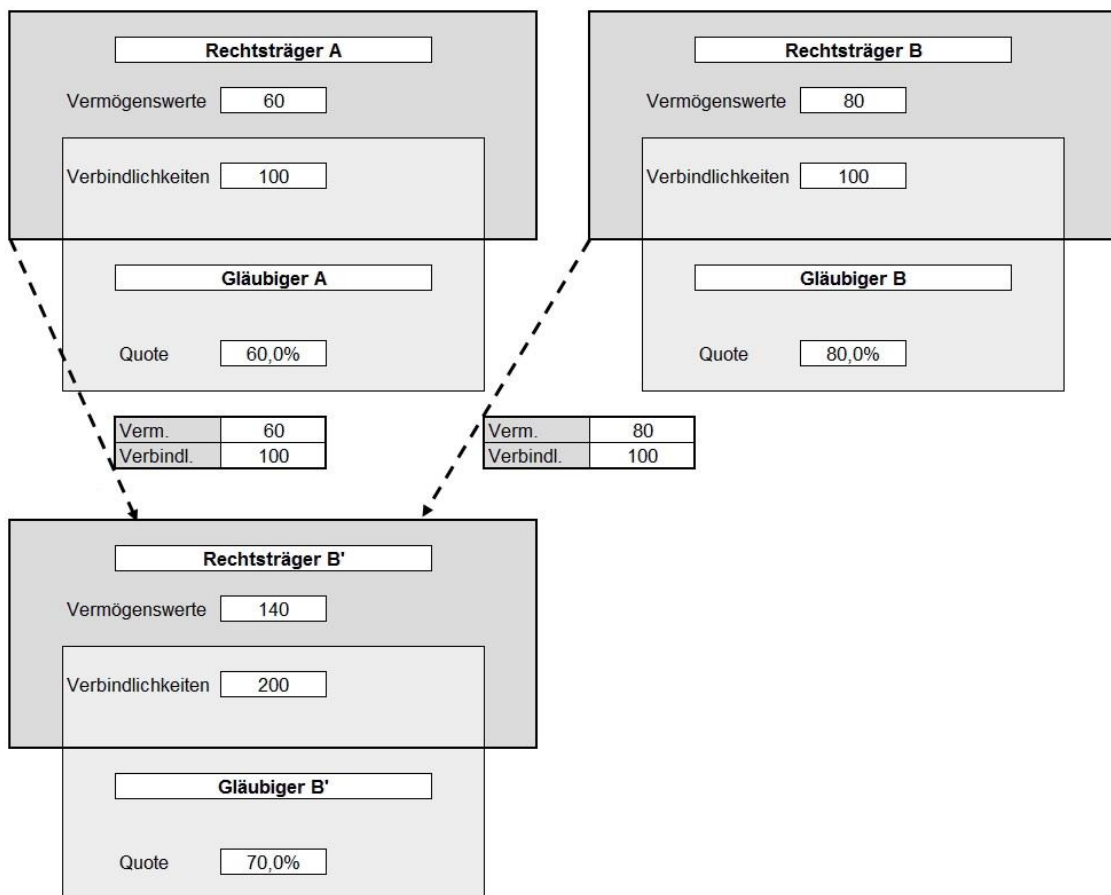 Rechtsträger A
Vermögenswerte 60
Verbindlichkeiten 100
Gläubiger A
Quote 60,0%
Rechtsträger B
Vermögenswerte 80
Verbindlichkeiten 100
Gläubiger B
Quote 80,0%
Verm. 60
Verbindl. 100
Verm. 80
Verbindl. 100
Rechtsträger B'
Vermögenswerte 140
Verbindlichkeiten 200
Gläubiger B'
Quote 70,0%